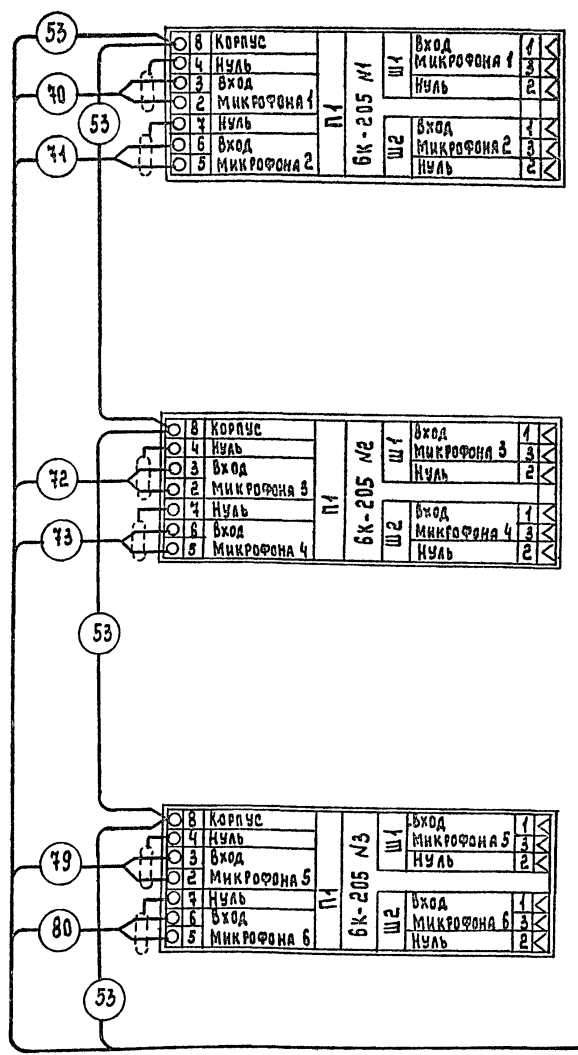 53
8 Корпус
4 Нуль
3 Вход
2 Микрофона 1
7 Нуль
6 Вход
5 Микрофона 2
П1
6К-205 №1
Ш1
Вход 1
Микрофона 1 3
Нуль 2
Ш2
Вход 1
Микрофона 2 3
Нуль 2
70
53
71
8 Корпус
4 Нуль
3 Вход
2 Микрофона 3
7 Нуль
6 Вход
5 Микрофона 4
П1
6К-205 №2
Ш1
Вход 1
Микрофона 3 3
Нуль 2
Ш2
Вход 1
Микрофона 4 3
Нуль 2
72
73
53
8 Корпус
4 Нуль
3 Вход
2 Микрофона 5
7 Нуль
6 Вход
5 Микрофона 6
П1
6К-205 №3
Ш1
Вход 1
Микрофона 5 3
Нуль 2
Ш2
Вход 1
Микрофона 6 3
Нуль 2
79
80
53